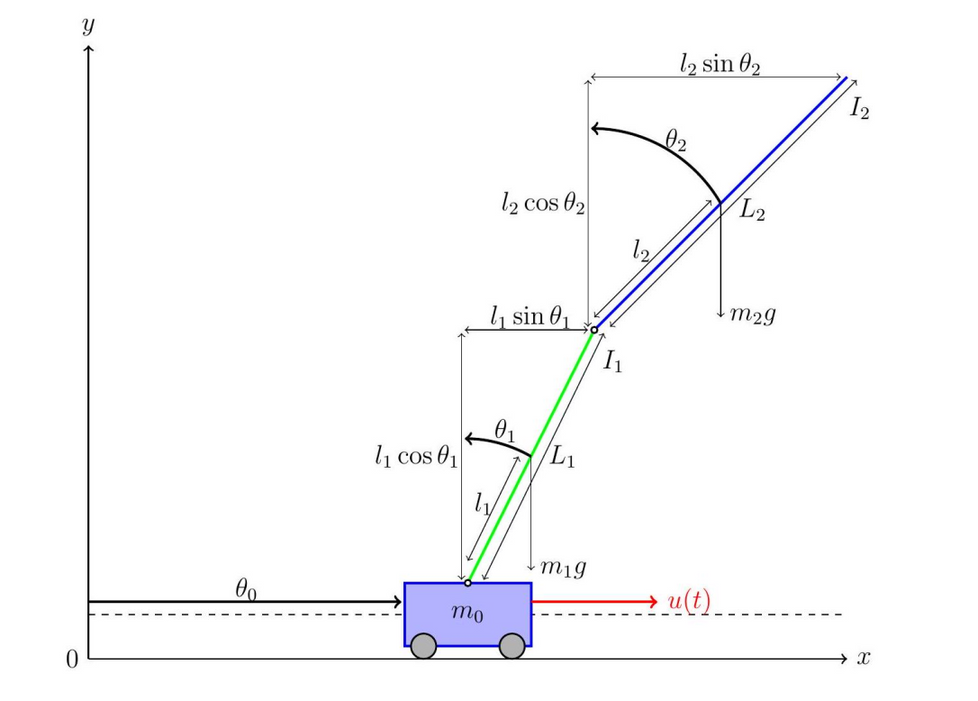 y
l₂ sin θ₂
I₂
θ₂
l₂ cos θ₂
L₂
l₂
l₁ sin θ₁
m₂g
I₁
θ₁
l₁ cos θ₁
L₁
l₁
m₁g
θ₀
u(t)
m₀
0
x